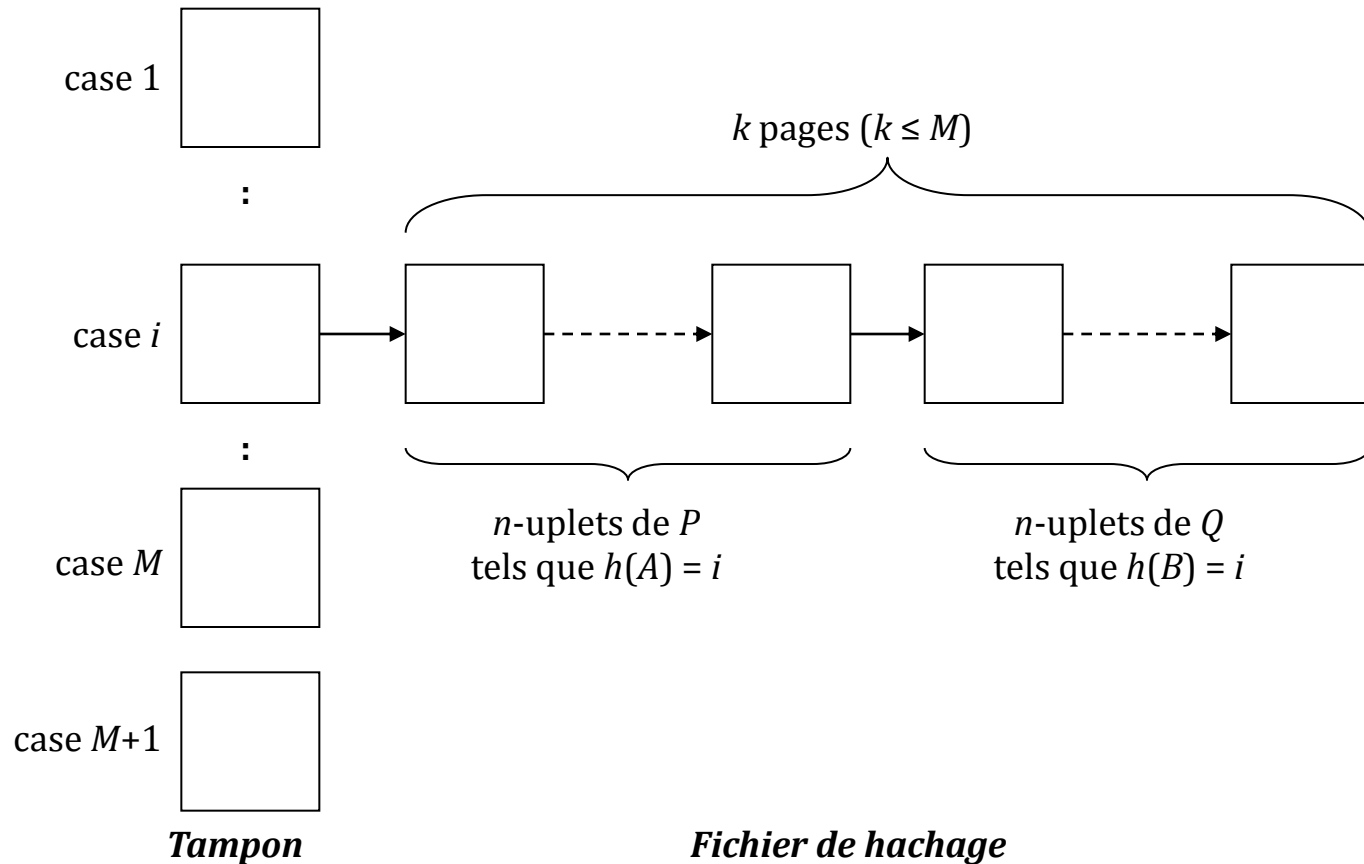 case 1
k pages (k ≤ M)
:
case i
:
n-uplets de P
tels que h(A) = i
n-uplets de Q
tels que h(B) = i
case M
case M+1
Tampon
Fichier de hachage